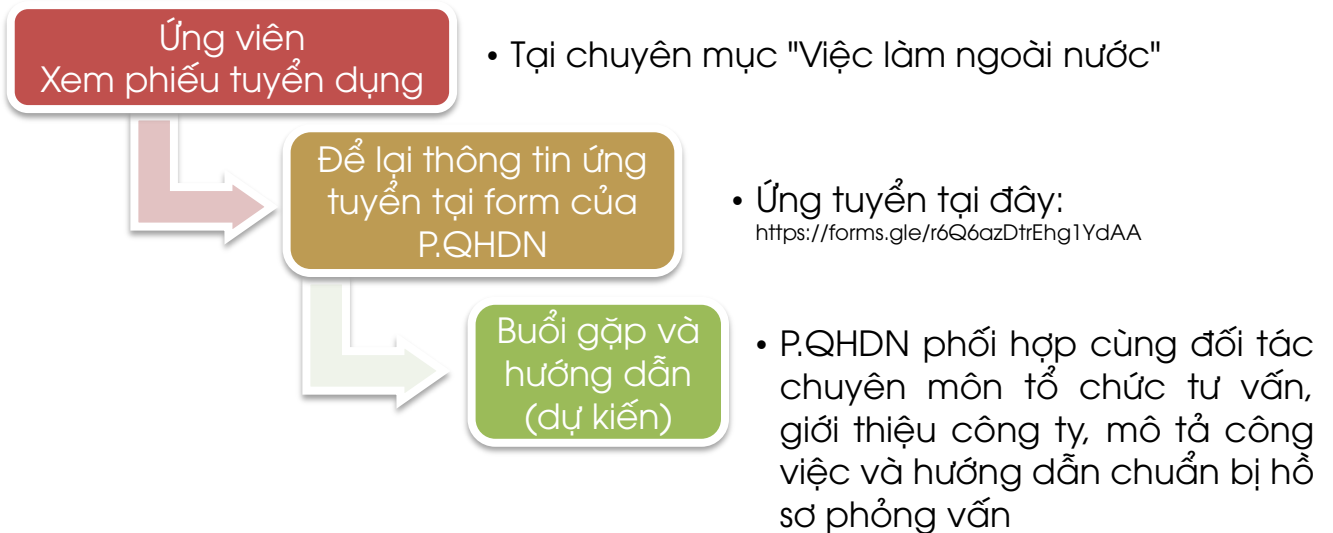 Ứng viên
Xem phiếu tuyển dụng
• Tại chuyên mục "Việc làm ngoài nước"
Để lại thông tin ứng
tuyển tại form của
P.QHDN
• Ứng tuyển tại đây:
https://forms.gle/r6Q6azDtrEhg1YdAA
Buổi gặp và
hướng dẫn
(dự kiến)
• P.QHDN phối hợp cùng đối tác
chuyên môn tổ chức tư vấn,
giới thiệu công ty, mô tả công
việc và hướng dẫn chuẩn bị hồ
sơ phỏng vấn